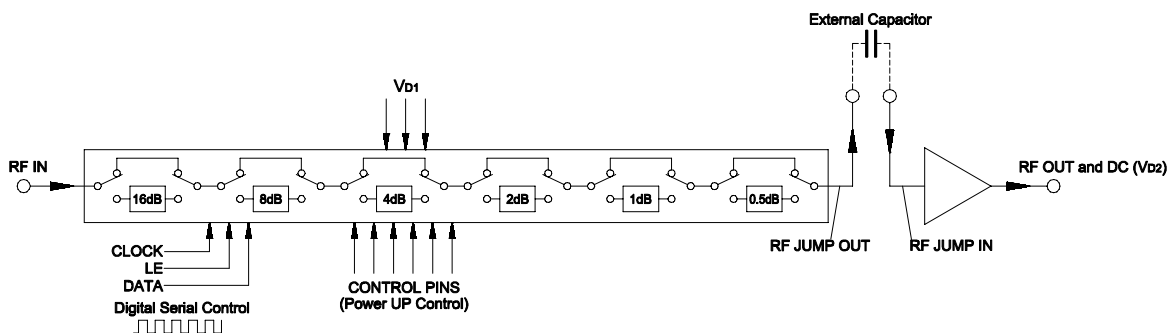 External Capacitor
VD1
RF IN
RF OUT and DC (VD2)
16dB
8dB
4dB
2dB
1dB
0.5dB
RF JUMP OUT
RF JUMP IN
CLOCK
LE
DATA
CONTROL PINS
(Power UP Control)
Digital Serial Control